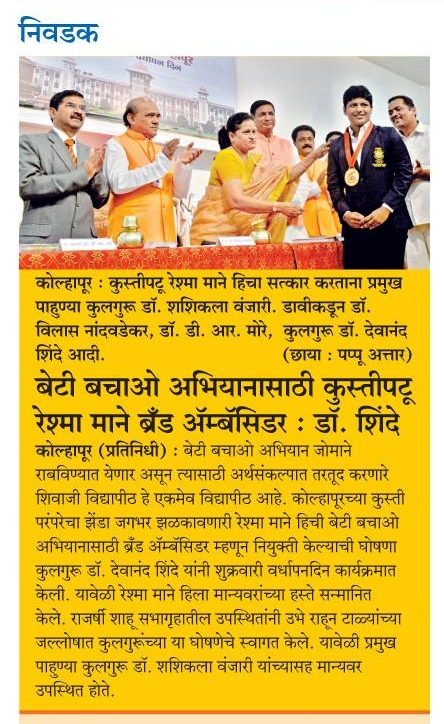 निवडक
वर्धापन दिन
कोल्हापूर : कुस्तीपटू रेश्मा माने हिचा सत्कार करताना प्रमुख
पाहुण्या कुलगुरू डॉ. शशिकला वंजारी. डावीकडून डॉ.
विलास नांदवडेकर, डॉ. डी. आर. मोरे, कुलगुरू डॉ. देवानंद
शिंदे आदी. (छाया : पप्पू अत्तार)
बेटी बचाओ अभियानासाठी कुस्तीपटू
रेश्मा माने ब्रँड ॲम्बॅसिडर : डॉ. शिंदे
कोल्हापूर (प्रतिनिधी) : बेटी बचाओ अभियान जोमाने
राबविण्यात येणार असून त्यासाठी अर्थसंकल्पात तरतूद करणारे
शिवाजी विद्यापीठ हे एकमेव विद्यापीठ आहे. कोल्हापूरच्या कुस्ती
परंपरेचा झेंडा जगभर झळकावणारी रेश्मा माने हिची बेटी बचाओ
अभियानासाठी ब्रँड ॲम्बॅसिडर म्हणून नियुक्ती केल्याची घोषणा
कुलगुरू डॉ. देवानंद शिंदे यांनी शुक्रवारी वर्धापनदिन कार्यक्रमात
केली. यावेळी रेश्मा माने हिला मान्यवरांच्या हस्ते सन्मानित
केले. राजर्षी शाहू सभागृहातील उपस्थितांनी उभे राहून टाळ्यांच्या
जल्लोषात कुलगुरूंच्या या घोषणेचे स्वागत केले. यावेळी प्रमुख
पाहुण्या कुलगुरू डॉ. शशिकला वंजारी यांच्यासह मान्यवर
उपस्थित होते.